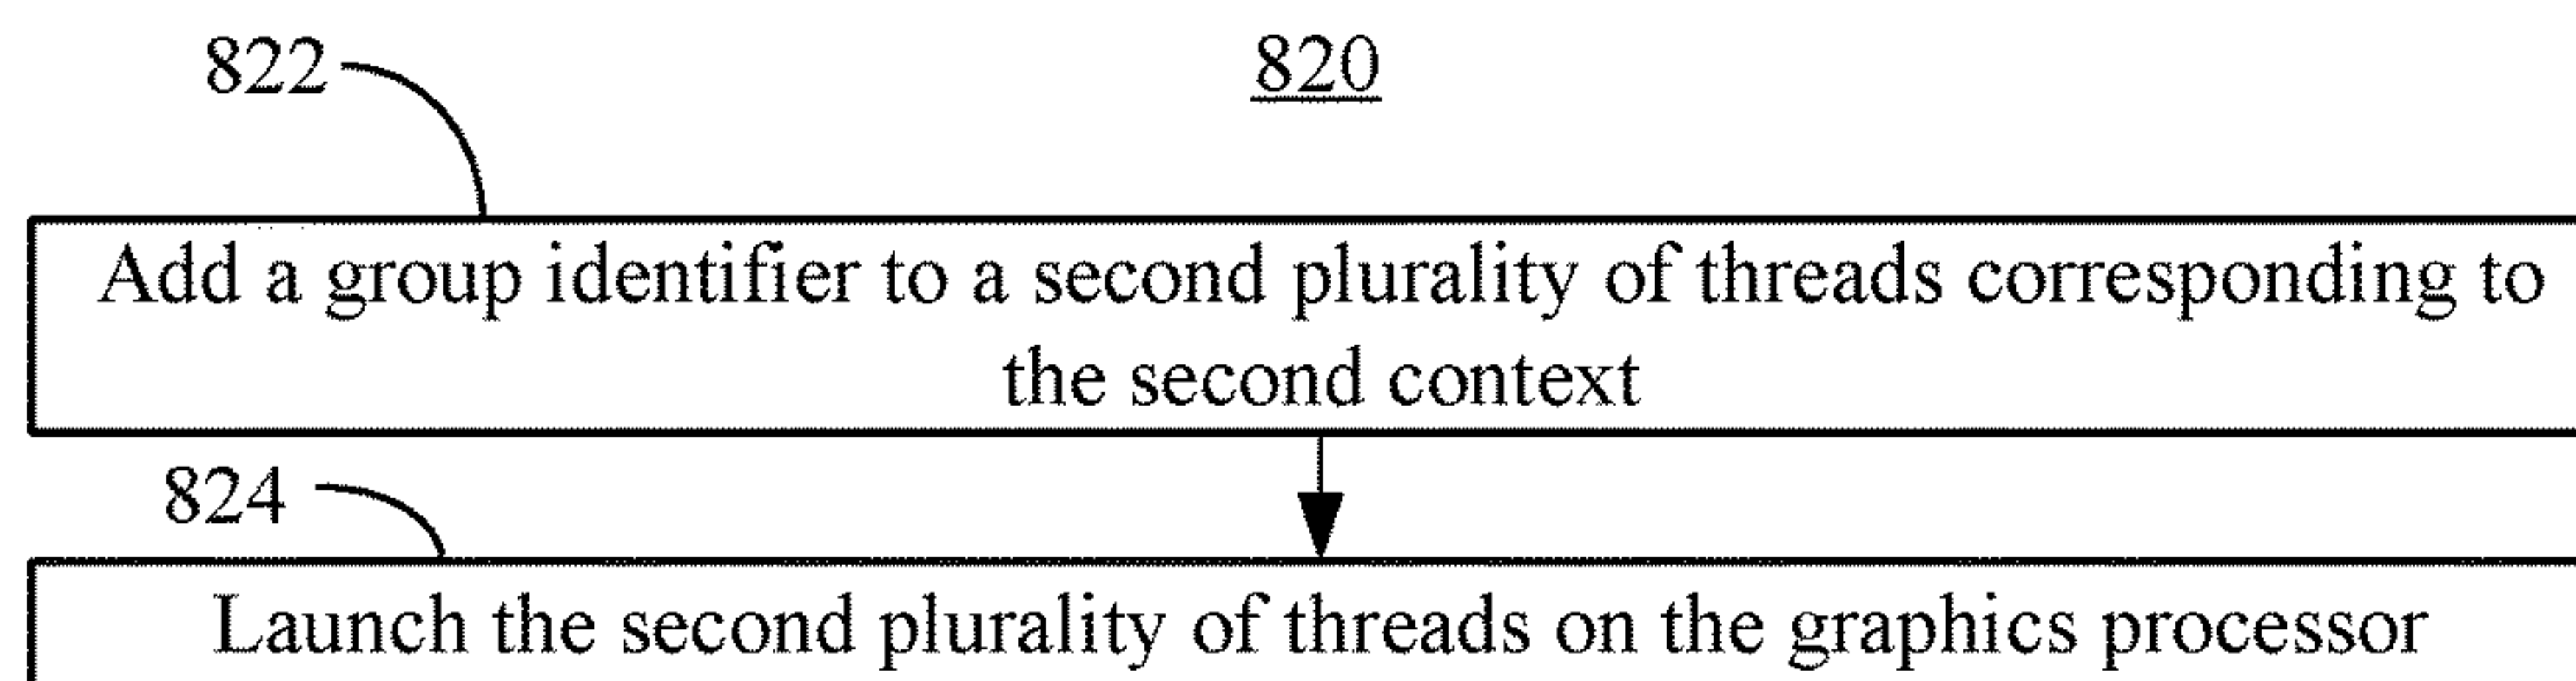 822
820
Add a group identifier to a second plurality of threads corresponding to
the second context
824
Launch the second plurality of threads on the graphics processor